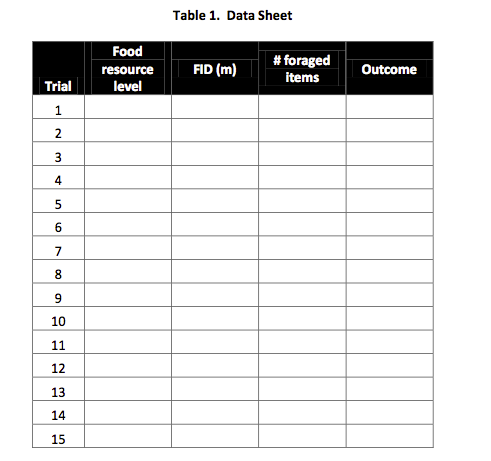 Table 1. Data Sheet
Trial
Food
resource
level
FID (m)
# foraged
items
Outcome
1
2
3
4
5
6
7
8
9
10
11
12
13
14
15